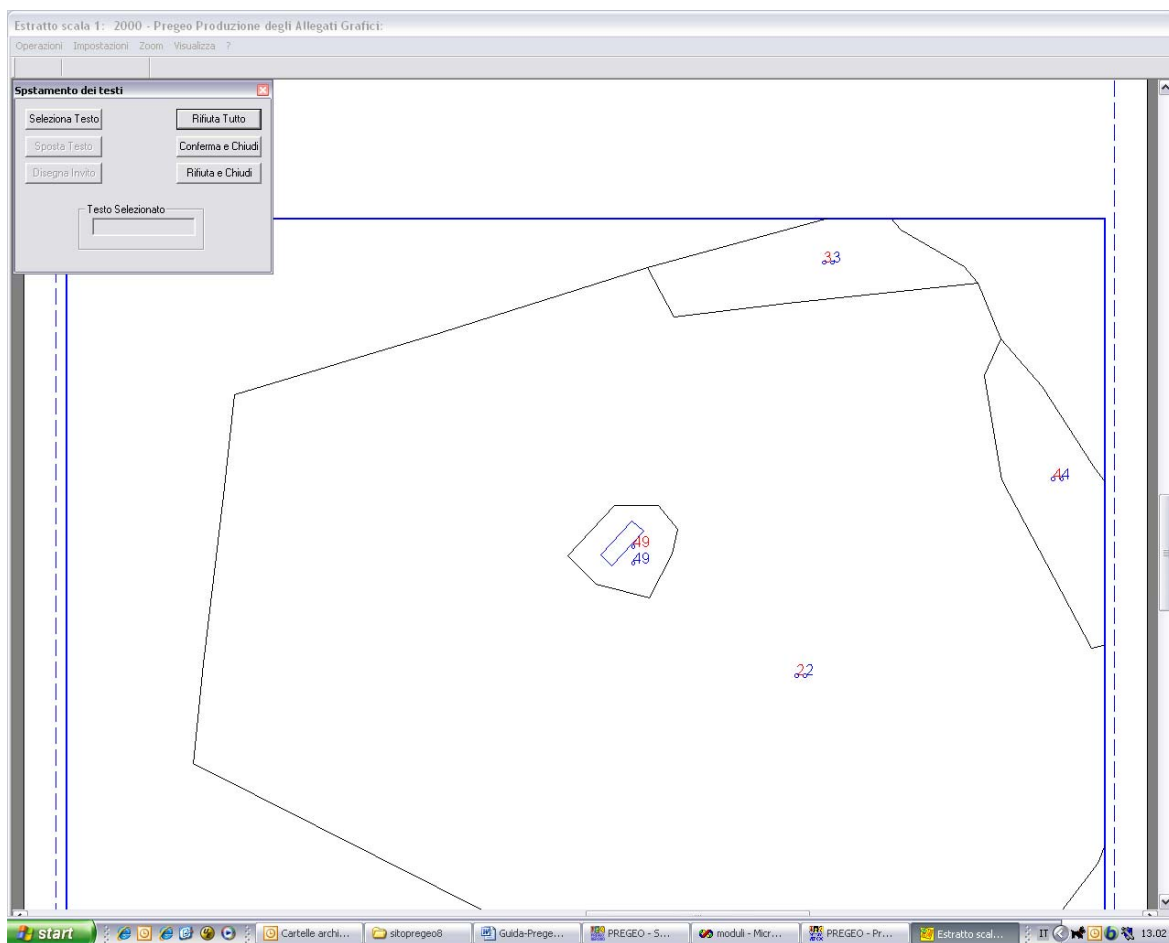 Estratto scala 1: 2000 - Pregeo Produzione degli Allegati Grafici:
Operazioni Impostazioni Zoom Visualizza ?
Spstamento dei testi
Seleziona Testo Rifiuta Tutto
Sposta Testo Conferma e Chiudi
Disegna Invito Rifiuta e Chiudi
Testo Selezionato
33
44
49
49
22
start Cartelle archi... sitopregeo8 Guida-Prege... PREGEO - S... moduli - Micr... PREGEO - Pr... Estratto scal... IT 13.02